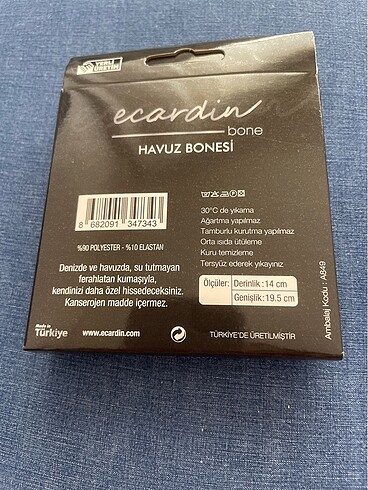 YERLİ
ÜRETİM
ecardin
bone
HAVUZ BONESİ
8 682091 347343
%90 POLYESTER - %10 ELASTAN
Denizde ve havuzda, su tutmayan
ferahlatan kumaşıyla,
kendinizi daha özel hissedeceksiniz.
Kanserojen madde içermez.
30°C de yıkama
Ağartma yapılmaz
Tamburlu kurutma yapılmaz
Orta ısıda ütüleme
Kuru temizleme
Tersyüz ederek yıkayınız
Ölçüler: Derinlik : 14 cm
Genişlik : 19.5 cm
Ambalaj Kodu : A849
Made in
Türkiye
www.ecardin.com
TÜRKİYE'DE ÜRETİLMİŞTİR